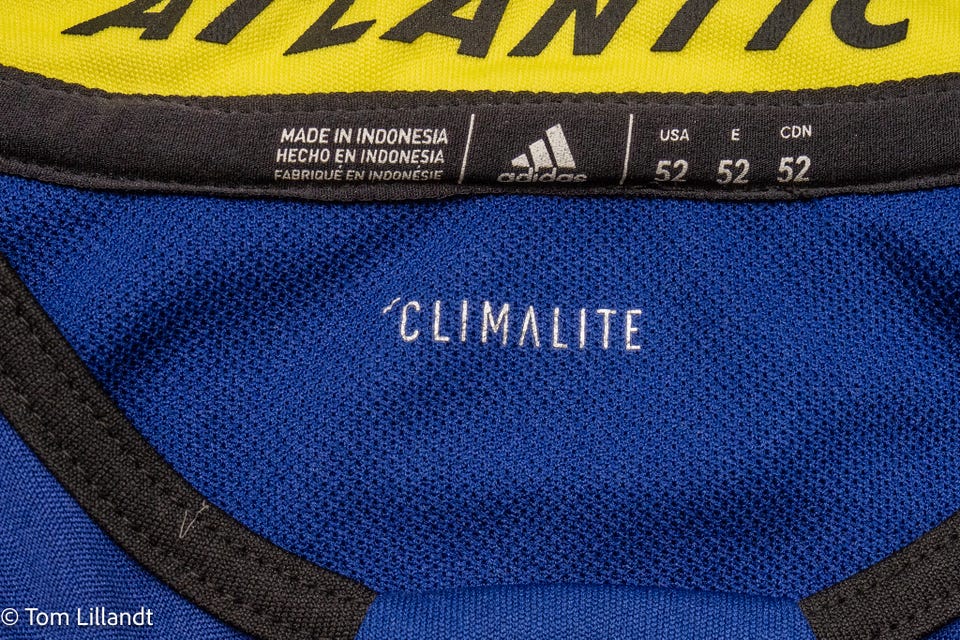 ATLANTIC
MADE IN INDONESIA
HECHO EN INDONESIA
FABRIQUÉ EN INDONÉSIE
adidas
USA E CDN
52 52 52
CLIMALITE
© Tom Lillandt